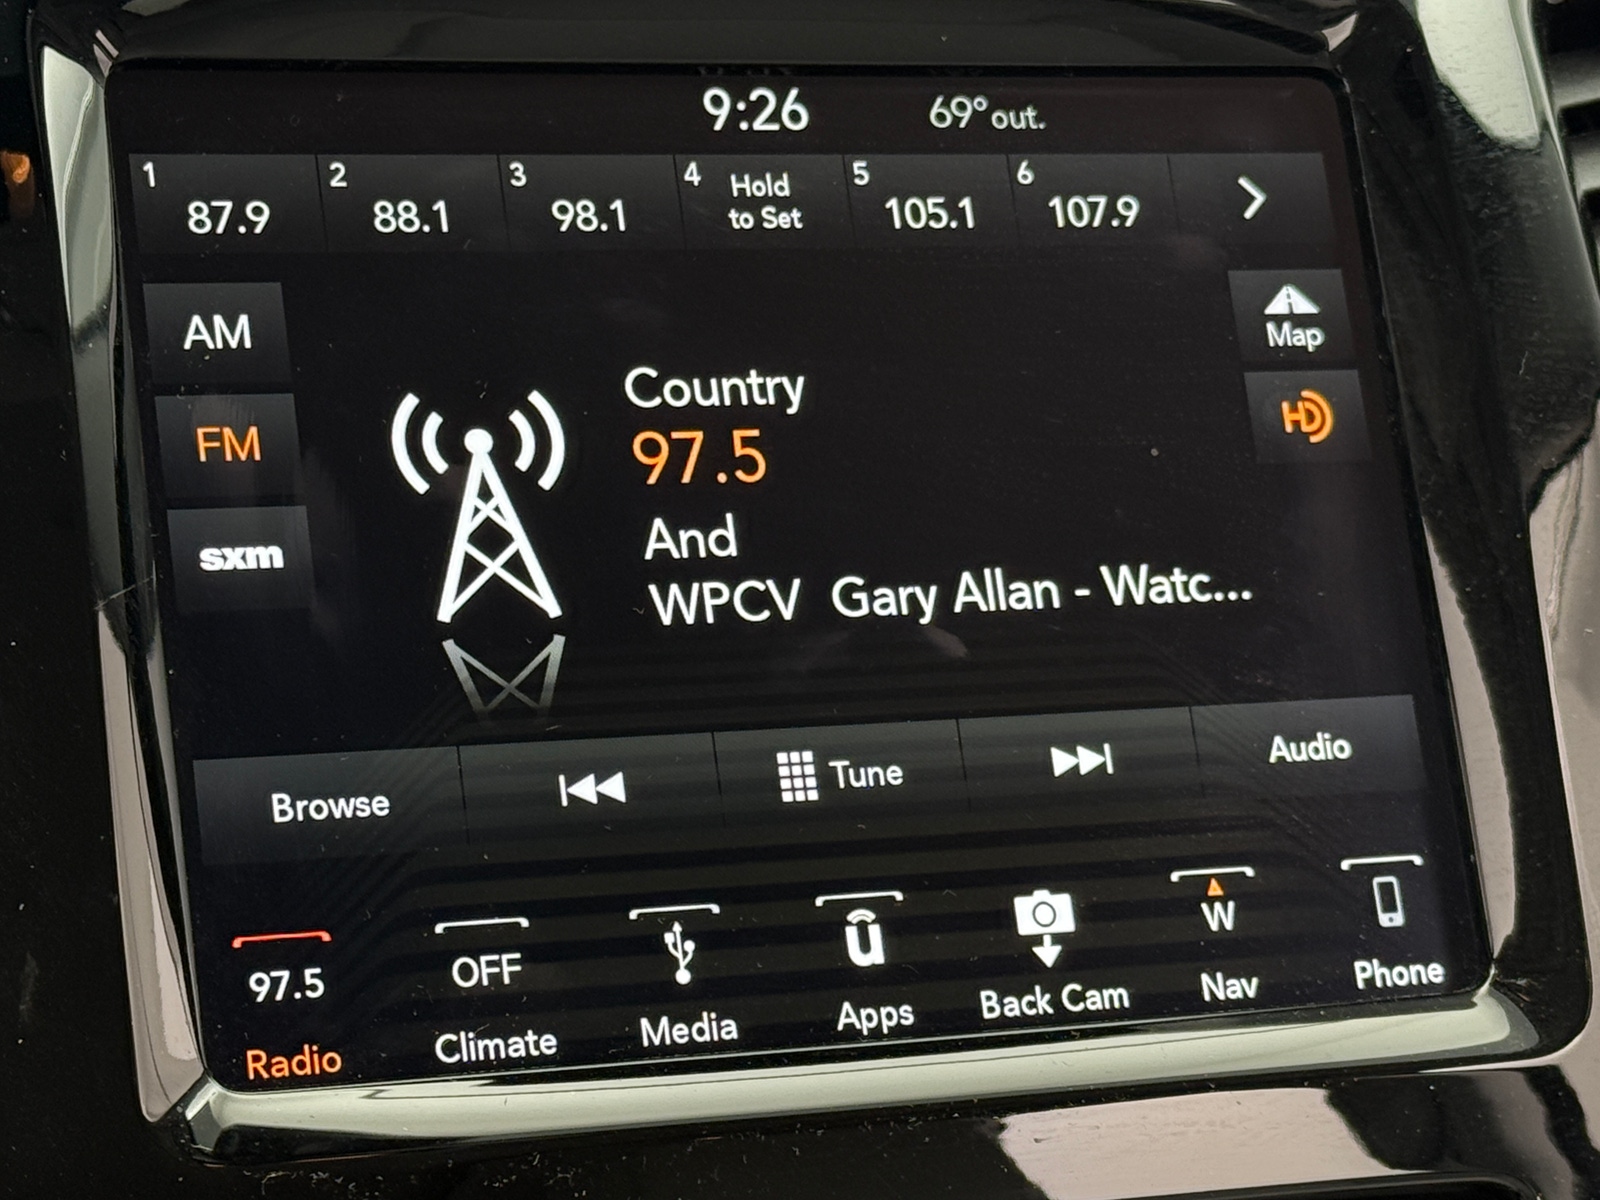 9:26 69° out.
1 87.9
2 88.1
3 98.1
4 Hold
to Set
5 105.1
6 107.9
AM
FM
sxm
Map
HD
Country
97.5
And
WPCV Gary Allan - Watc...
Browse
Tune
Audio
97.5
Radio
OFF
Climate
Media
u
Apps
Back Cam
W
Nav
Phone